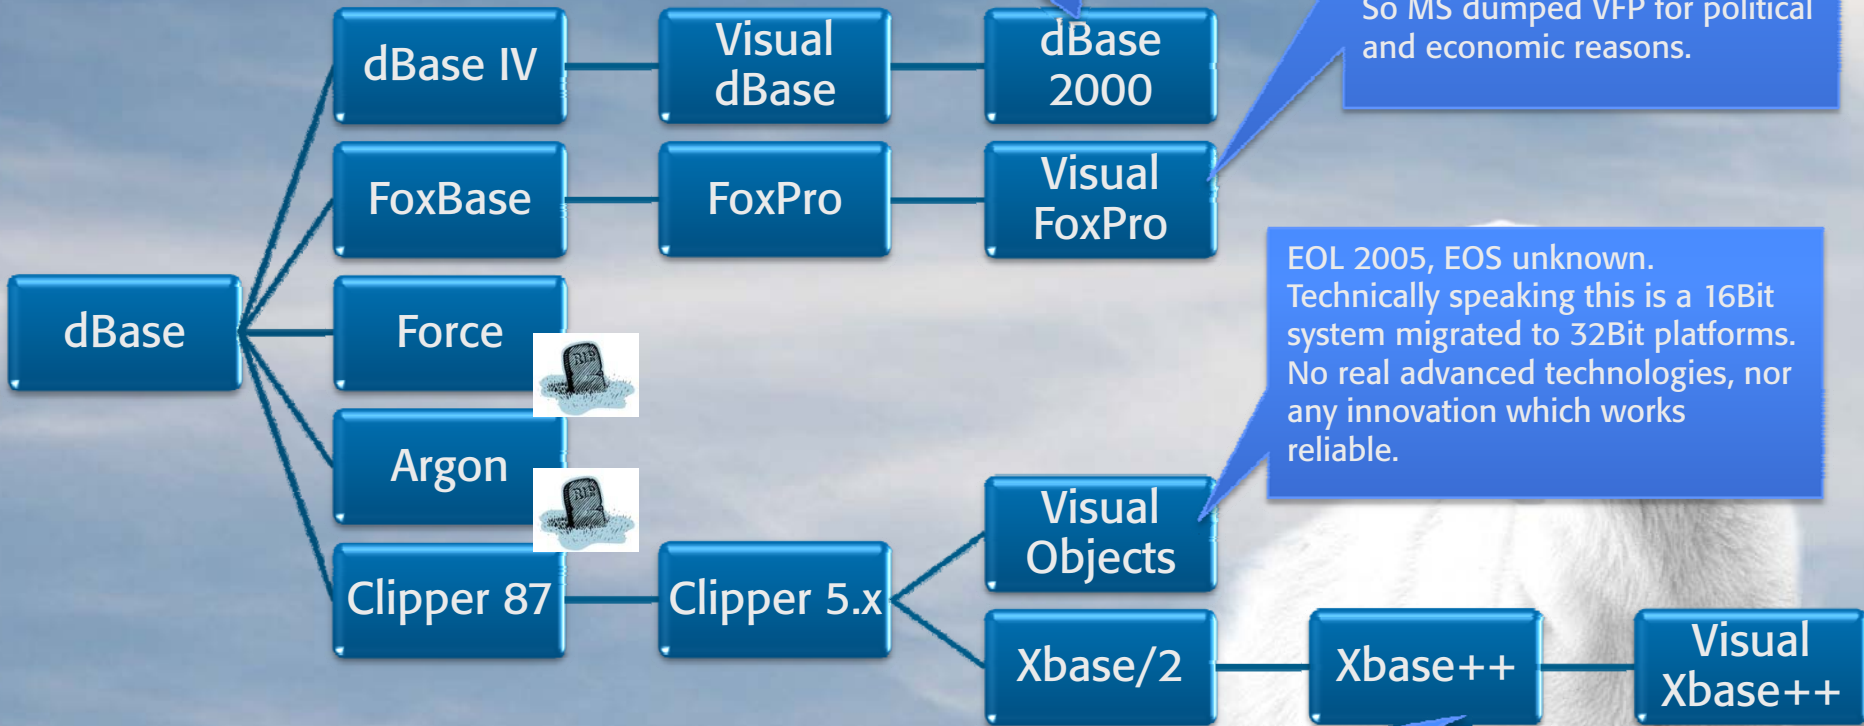 So MS dumped VFP for political
and economic reasons.
dBase IV
Visual
dBase
dBase
2000
FoxBase
FoxPro
Visual
FoxPro
EOL 2005, EOS unknown.
Technically speaking this is a 16Bit
system migrated to 32Bit platforms.
No real advanced technologies, nor
any innovation which works
reliable.
dBase
Force
RIP
Argon
RIP
Visual
Objects
Clipper 87
Clipper 5.x
Xbase/2
Xbase++
Visual
Xbase++